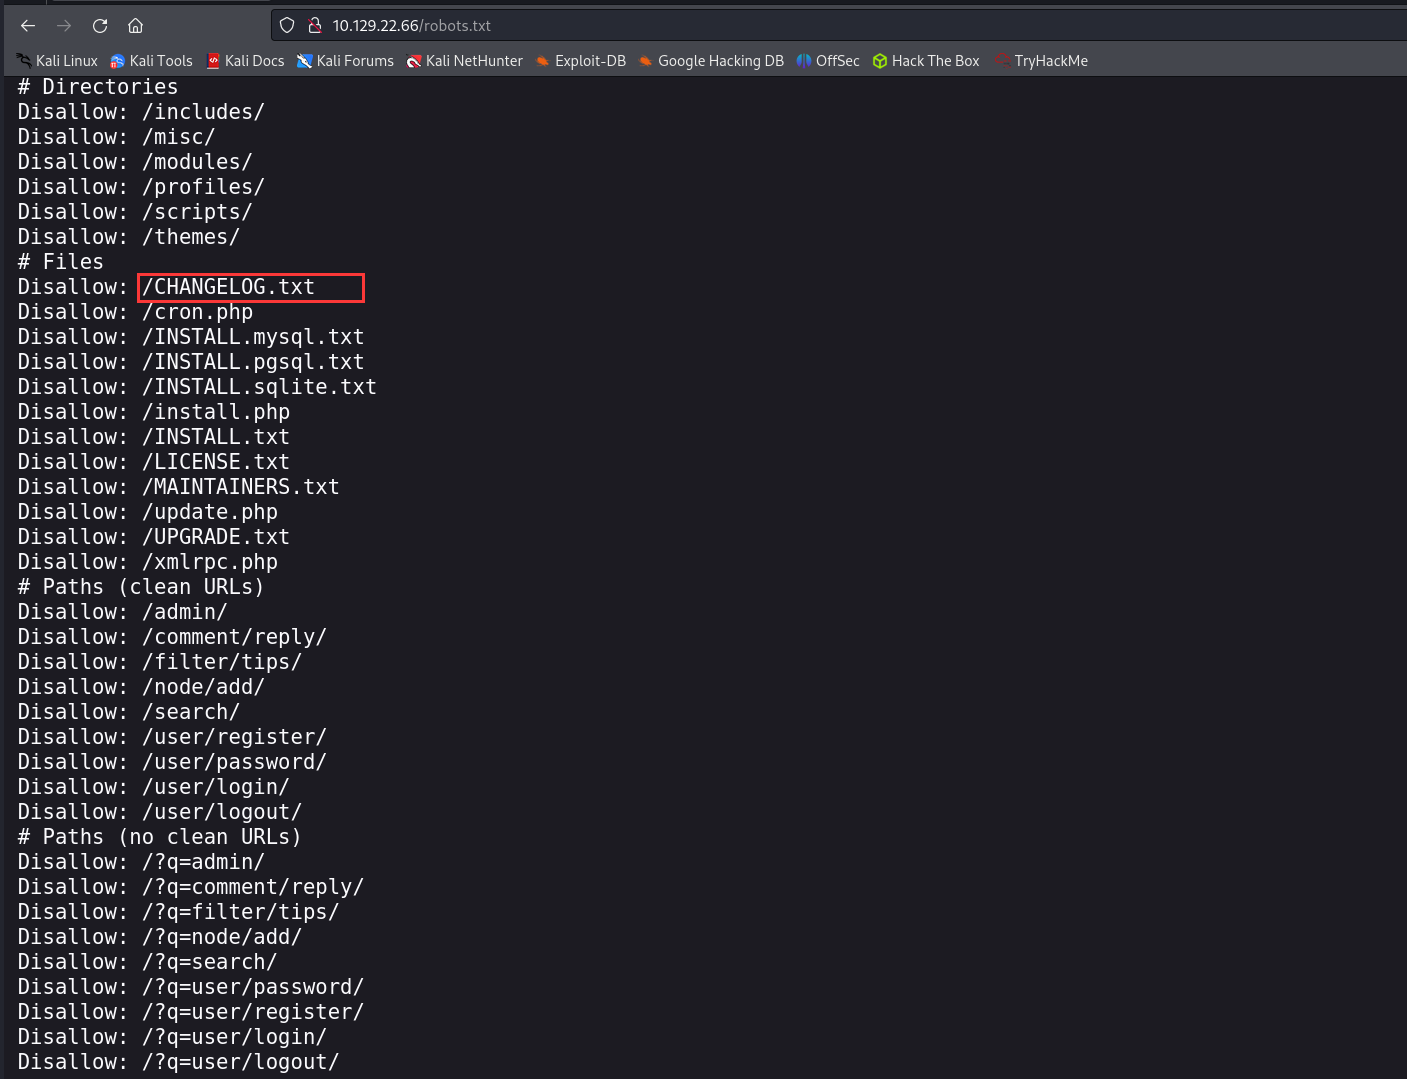 10.129.22.66/robots.txt
Kali Linux Kali Tools Kali Docs Kali Forums Kali NetHunter Exploit-DB Google Hacking DB OffSec Hack The Box TryHackMe
# Directories
Disallow: /includes/
Disallow: /misc/
Disallow: /modules/
Disallow: /profiles/
Disallow: /scripts/
Disallow: /themes/
# Files
Disallow: /CHANGELOG.txt
Disallow: /cron.php
Disallow: /INSTALL.mysql.txt
Disallow: /INSTALL.pgsql.txt
Disallow: /INSTALL.sqlite.txt
Disallow: /install.php
Disallow: /INSTALL.txt
Disallow: /LICENSE.txt
Disallow: /MAINTAINERS.txt
Disallow: /update.php
Disallow: /UPGRADE.txt
Disallow: /xmlrpc.php
# Paths (clean URLs)
Disallow: /admin/
Disallow: /comment/reply/
Disallow: /filter/tips/
Disallow: /node/add/
Disallow: /search/
Disallow: /user/register/
Disallow: /user/password/
Disallow: /user/login/
Disallow: /user/logout/
# Paths (no clean URLs)
Disallow: /?q=admin/
Disallow: /?q=comment/reply/
Disallow: /?q=filter/tips/
Disallow: /?q=node/add/
Disallow: /?q=search/
Disallow: /?q=user/password/
Disallow: /?q=user/register/
Disallow: /?q=user/login/
Disallow: /?q=user/logout/